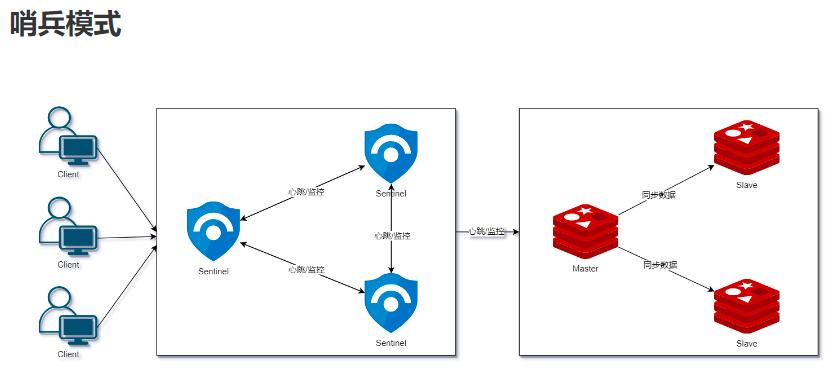 哨兵模式
Client
Client
Client
Sentinel
心跳/监控
Sentinel
心跳/监控
心跳/监控
Sentinel
心跳/监控
Master
同步数据
Slave
同步数据
Slave